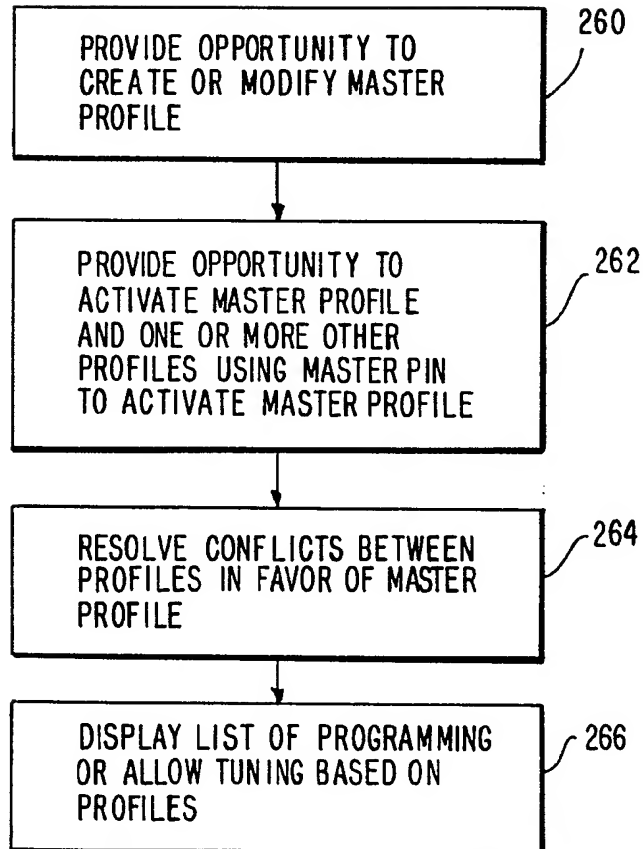 260
PROVIDE OPPORTUNITY TO
CREATE OR MODIFY MASTER
PROFILE
262
PROVIDE OPPORTUNITY TO
ACTIVATE MASTER PROFILE
AND ONE OR MORE OTHER
PROFILES USING MASTER PIN
TO ACTIVATE MASTER PROFILE
264
RESOLVE CONFLICTS BETWEEN
PROFILES IN FAVOR OF MASTER
PROFILE
266
DISPLAY LIST OF PROGRAMMING
OR ALLOW TUNING BASED ON
PROFILES